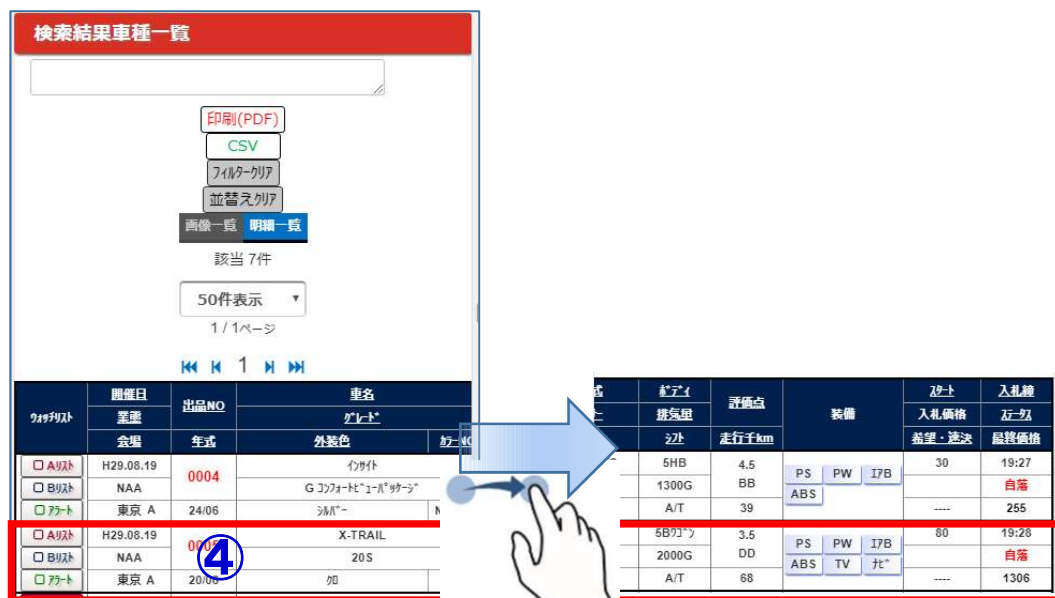 検索結果車種一覧
印刷(PDF)
CSV
ﾌｨﾙﾀｰｸﾘｱ
並替えｸﾘｱ
画像一覧 明細一覧
該当 7件
50件表示 ▼
1 / 1ページ
1
ｳｫｯﾁﾘｽﾄ 開催日 出品NO 車名
業態 ｸﾞﾚｰﾄﾞ
会場 年式 外装色 ｶﾗｰNO
ﾎﾞﾃﾞｨ 評価点 装備 ｽﾀｰﾄ 入札締
排気量 入札価格 ｽﾃｰﾀｽ
ｼﾌﾄ 走行千km 希望・速決 最終価格
Aﾘｽﾄ H29.08.19 0004 ｲﾝｻｲﾄ
Bﾘｽﾄ NAA G ｺﾝﾌｫｰﾄﾋﾞｭｰﾊﾟｯｹｰｼﾞ
ｱﾗｰﾄ 東京 A 24/06 ｼﾙﾊﾞｰ N
5HB 4.5 PS PW ｴｱB 30 19:27
1300G BB ABS 自落
A/T 39 ---- 255
Aﾘｽﾄ H29.08.19 0005 X-TRAIL
Bﾘｽﾄ NAA 20S
ｱﾗｰﾄ 東京 A 20/06 ｸﾛ
④
5Bﾜｺﾞﾝ 3.5 PS PW ｴｱB 80 19:28
2000G DD ABS TV ﾅﾋﾞ 自落
A/T 68 ---- 1306